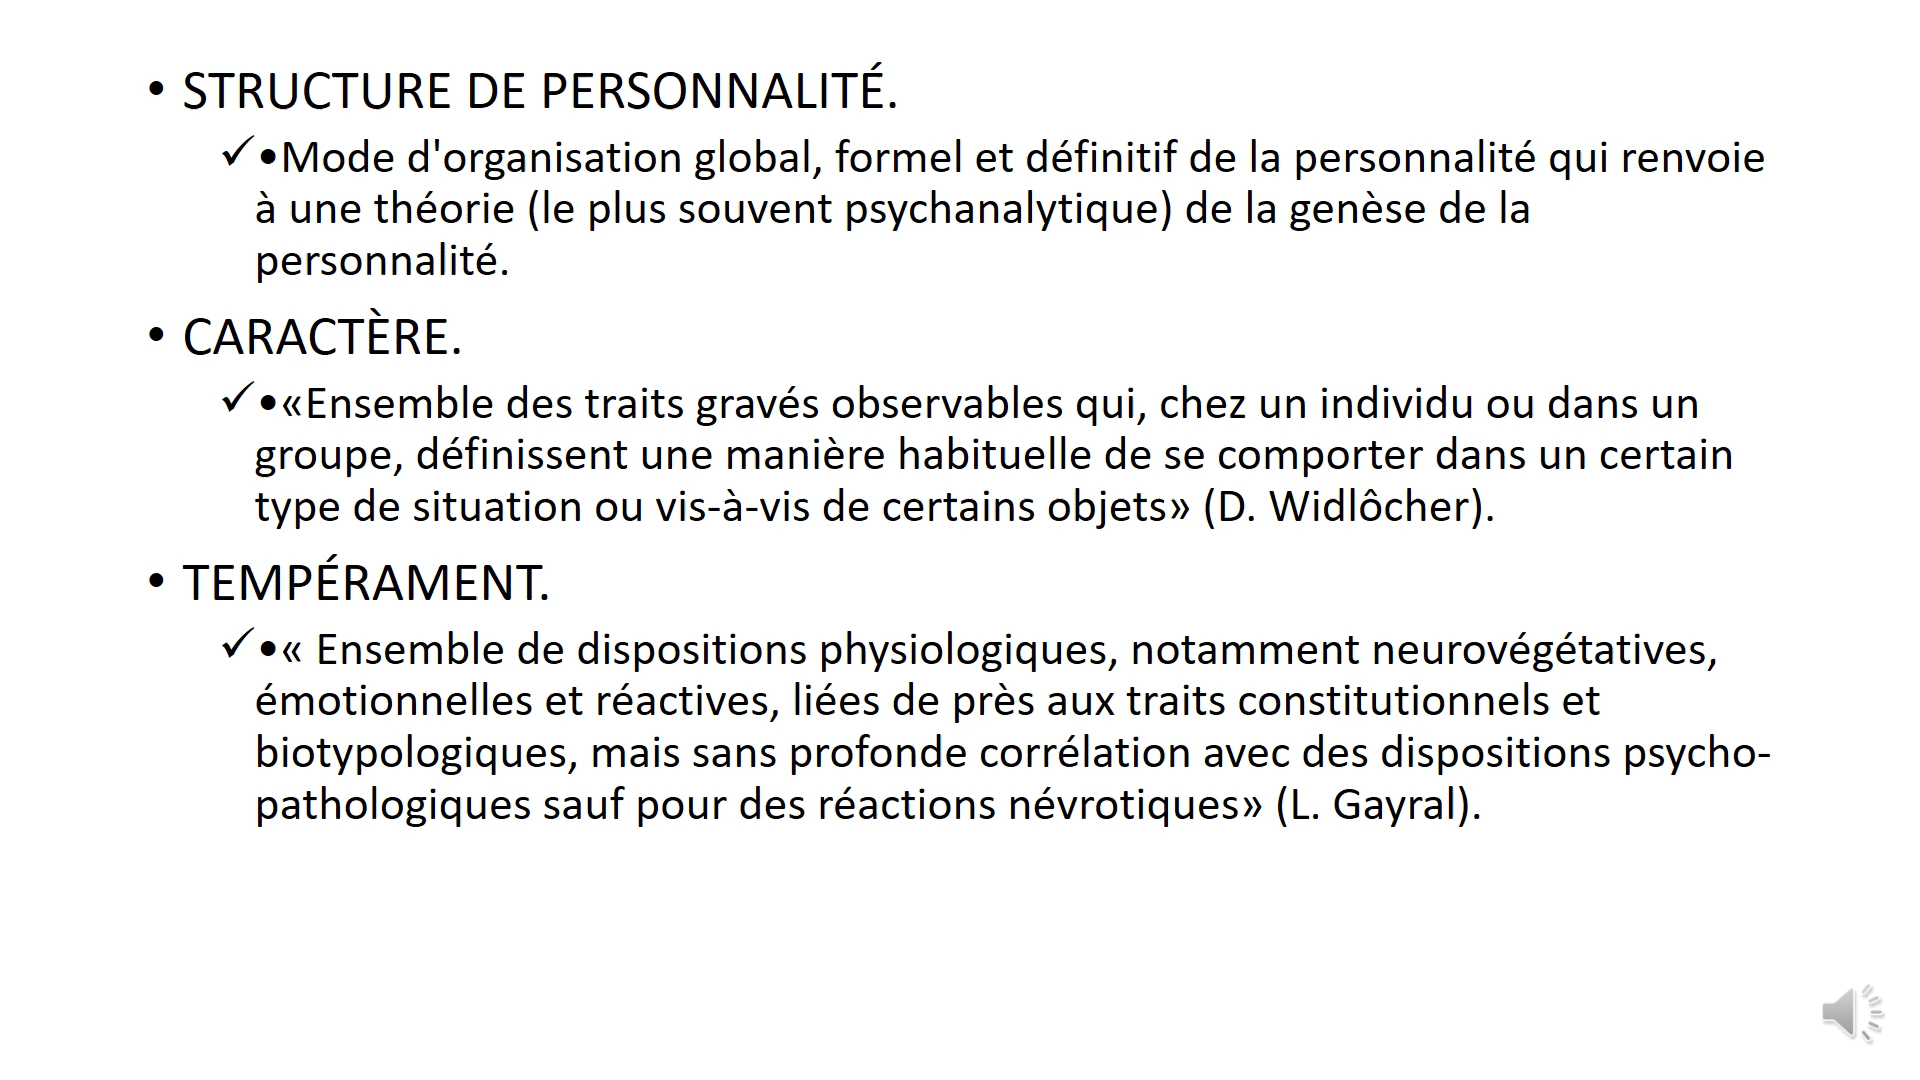 • STRUCTURE DE PERSONNALITÉ.
✓•Mode d'organisation global, formel et définitif de la personnalité qui renvoie
à une théorie (le plus souvent psychanalytique) de la genèse de la
personnalité.
• CARACTÈRE.
✓•«Ensemble des traits gravés observables qui, chez un individu ou dans un
groupe, définissent une manière habituelle de se comporter dans un certain
type de situation ou vis-à-vis de certains objets» (D. Widlôcher).
• TEMPÉRAMENT.
✓•« Ensemble de dispositions physiologiques, notamment neurovégétatives,
émotionnelles et réactives, liées de près aux traits constitutionnels et
biotypologiques, mais sans profonde corrélation avec des dispositions psycho-
pathologiques sauf pour des réactions névrotiques» (L. Gayral).